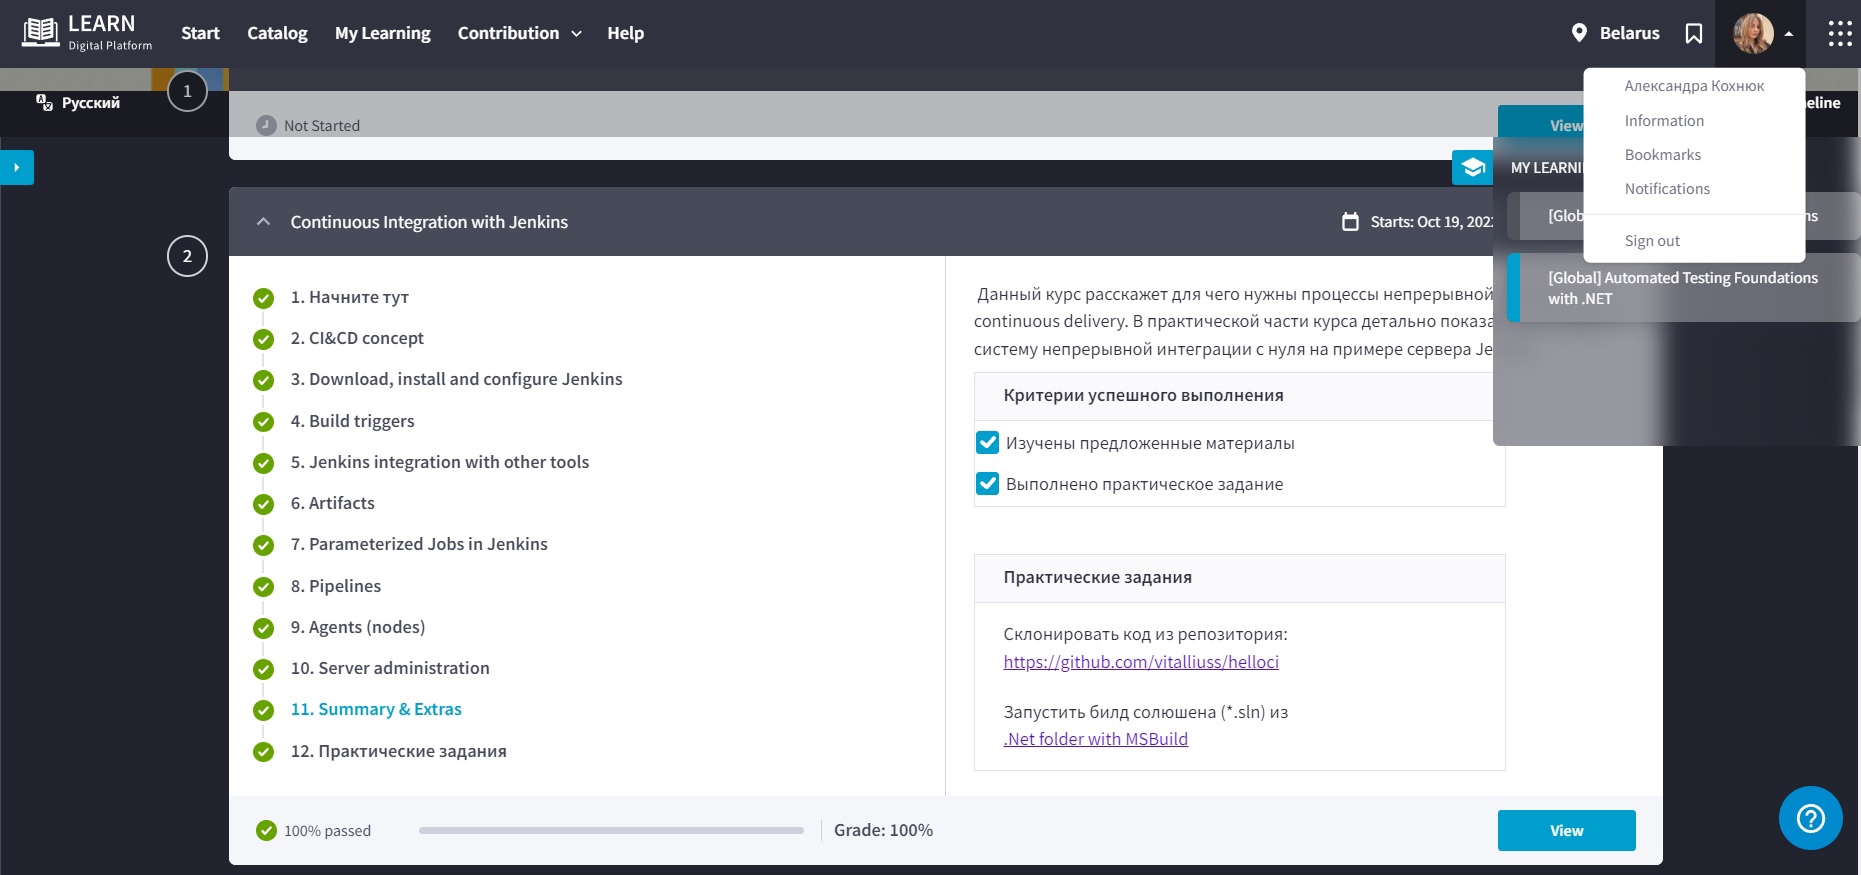 LEARN
Digital Platform
Start
Catalog
My Learning
Contribution
Help
Belarus
Русский
1
Not Started
View
Александра Кохнюк
Information
Bookmarks
Notifications
Sign out
MY LEARNI
[Glob
[Global] Automated Testing Foundations
with .NET
2
Continuous Integration with Jenkins
Starts: Oct 19, 202
1. Начните тут
2. CI&CD concept
3. Download, install and configure Jenkins
4. Build triggers
5. Jenkins integration with other tools
6. Artifacts
7. Parameterized Jobs in Jenkins
8. Pipelines
9. Agents (nodes)
10. Server administration
11. Summary & Extras
12. Практические задания
Данный курс расскажет для чего нужны процессы непрерывной
continuous delivery. В практической части курса детально показа
систему непрерывной интеграции с нуля на примере сервера Je
Критерии успешного выполнения
Изучены предложенные материалы
Выполнено практическое задание
Практические задания
Склонировать код из репозитория:
https://github.com/vitalliuss/helloci
Запустить билд солюшена (*.sln) из
.Net folder with MSBuild
100% passed
Grade: 100%
View